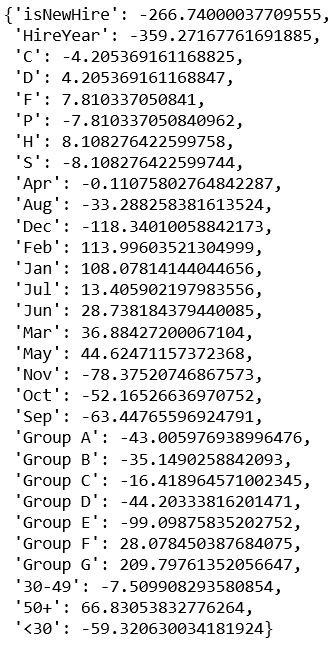 {'isNewHire': -266.74000037709555,
'HireYear': -359.27167761691885,
'C': -4.205369161168825,
'D': 4.205369161168847,
'F': 7.810337050841,
'P': -7.810337050840962,
'H': 8.108276422599758,
'S': -8.108276422599744,
'Apr': -0.11075802764842287,
'Aug': -33.288258381613524,
'Dec': -118.34010058842173,
'Feb': 113.99603521304999,
'Jan': 108.07814144044656,
'Jul': 13.405902197983556,
'Jun': 28.738184379440085,
'Mar': 36.88427200067104,
'May': 44.62471157372368,
'Nov': -78.37520746867573,
'Oct': -52.16526636970752,
'Sep': -63.44765596924791,
'Group A': -43.005976938996476,
'Group B': -35.1490258842093,
'Group C': -16.418964571002345,
'Group D': -44.20333816201471,
'Group E': -99.09875835202752,
'Group F': 28.078450387684075,
'Group G': 209.79761352056647,
'30-49': -7.509908293580854,
'50+': 66.83053832776264,
'<30': -59.320630034181924}